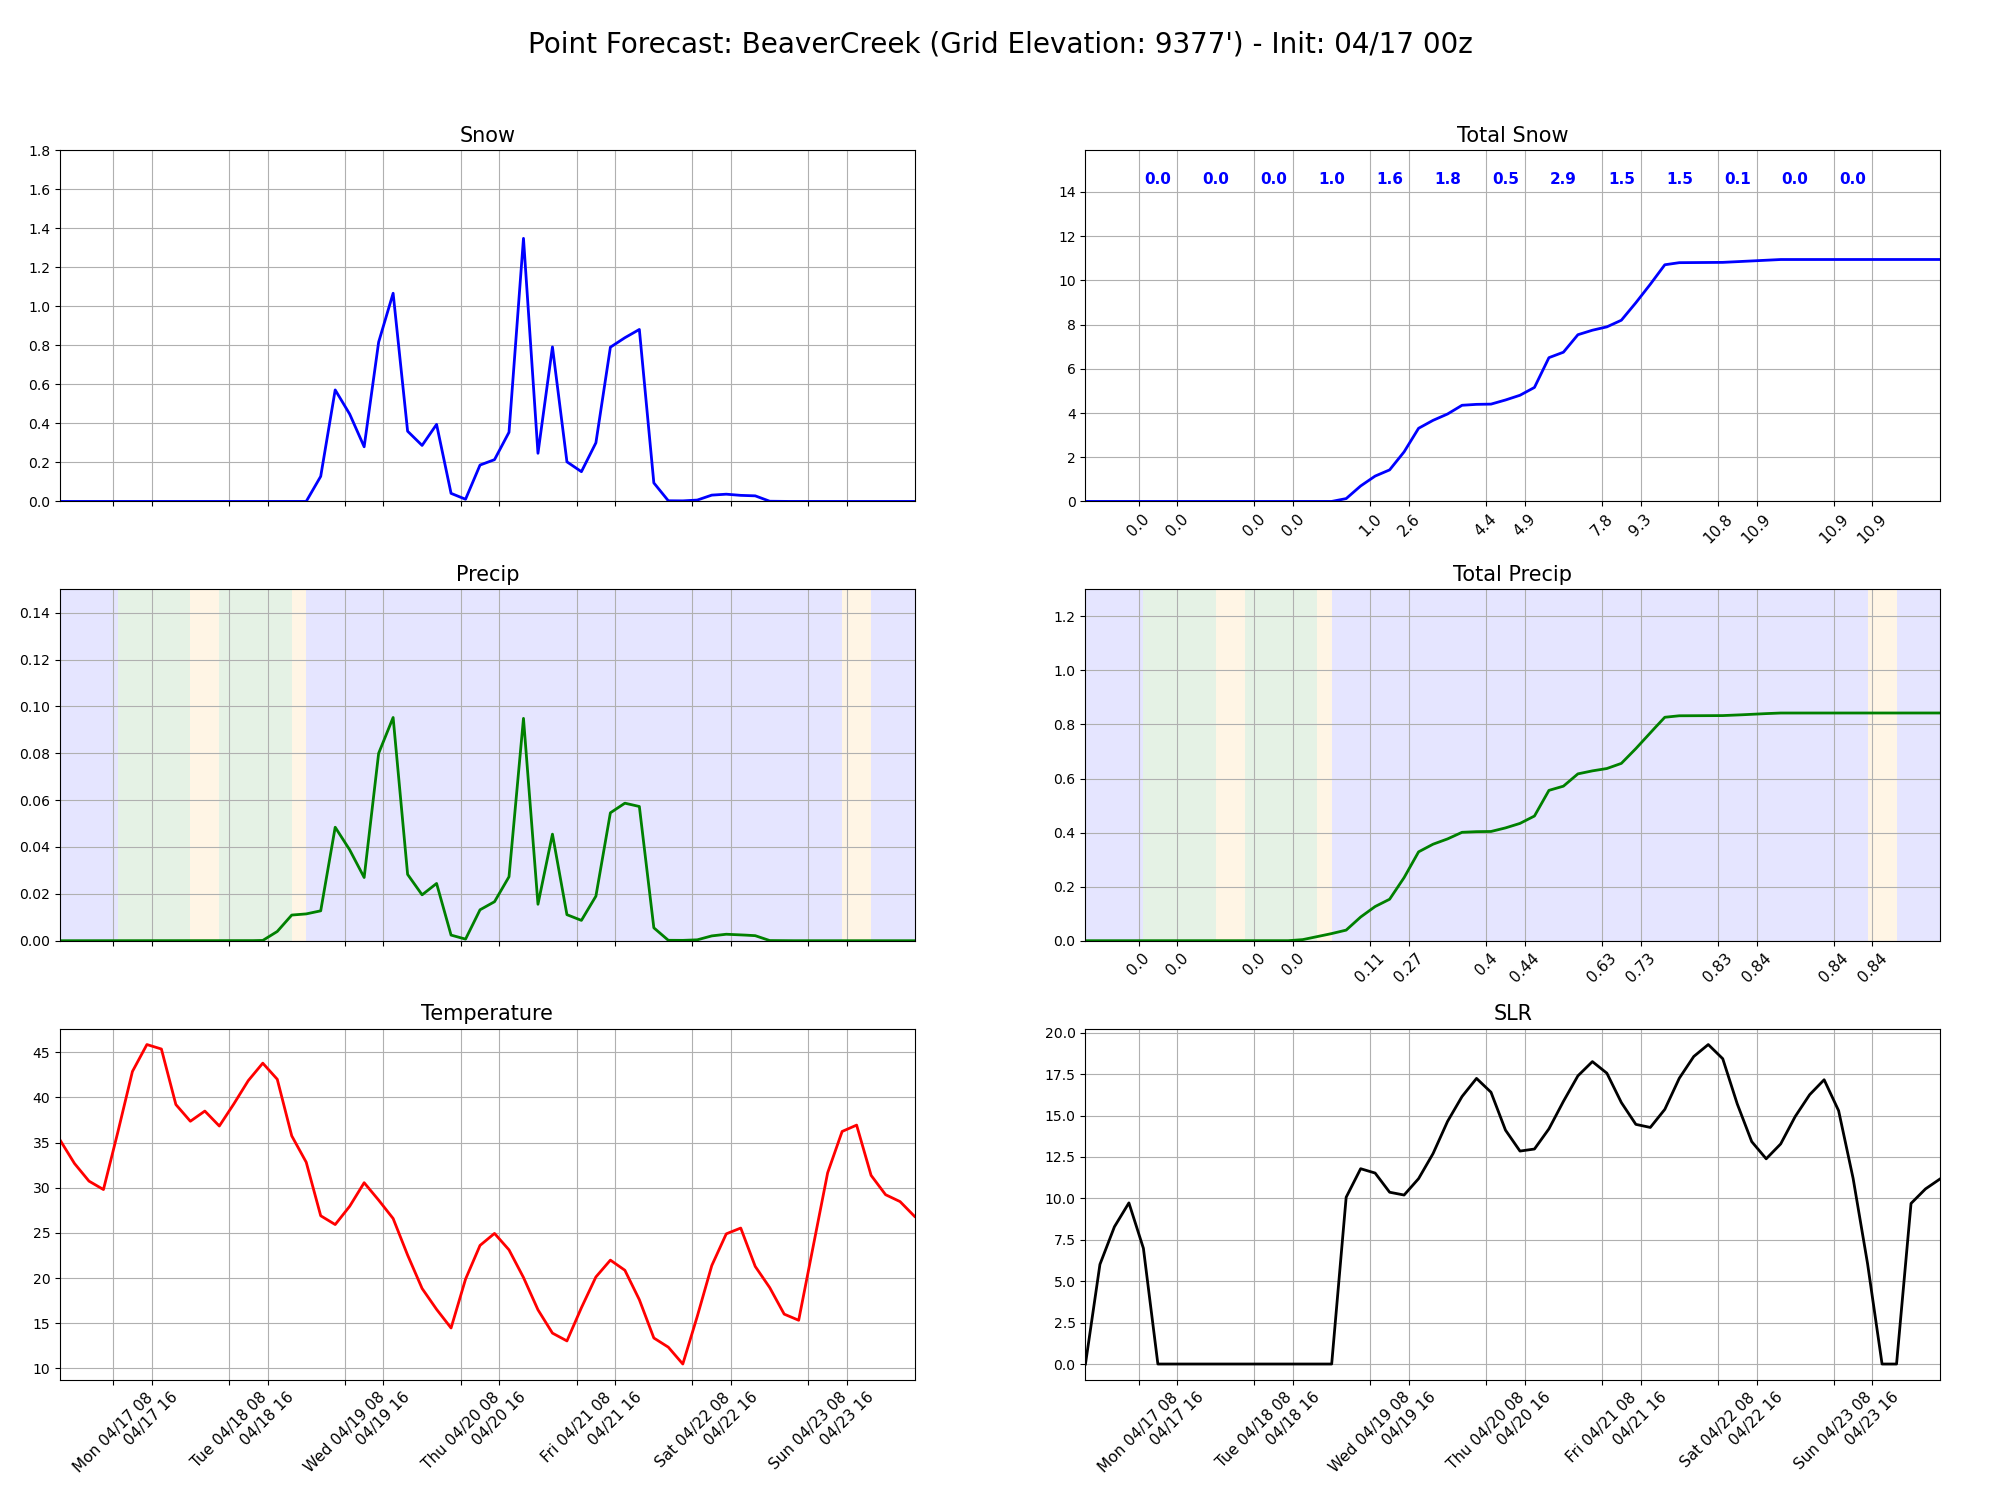 Point Forecast: BeaverCreek (Grid Elevation: 9377') - Init: 04/17 00z
Snow
1.8
1.6
1.4
1.2
1.0
0.8
0.6
0.4
0.2
0.0
Total Snow
0.0 0.0 0.0 1.0 1.6 1.8 0.5 2.9 1.5 1.5 0.1 0.0 0.0
14
12
10
8
6
4
2
0
0.0 0.0 0.0 0.0 1.0 2.6 4.4 4.9 7.8 9.3 10.8 10.9 10.9 10.9
Precip
0.14
0.12
0.10
0.08
0.06
0.04
0.02
0.00
Total Precip
1.2
1.0
0.8
0.6
0.4
0.2
0.0
0.0 0.0 0.0 0.0 0.11 0.27 0.4 0.44 0.63 0.73 0.83 0.84 0.84 0.84
Temperature
45
40
35
30
25
20
15
10
Mon 04/17 08
04/17 16
Tue 04/18 08
04/18 16
Wed 04/19 08
04/19 16
Thu 04/20 08
04/20 16
Fri 04/21 08
04/21 16
Sat 04/22 08
04/22 16
Sun 04/23 08
04/23 16
SLR
20.0
17.5
15.0
12.5
10.0
7.5
5.0
2.5
0.0
Mon 04/17 08
04/17 16
Tue 04/18 08
04/18 16
Wed 04/19 08
04/19 16
Thu 04/20 08
04/20 16
Fri 04/21 08
04/21 16
Sat 04/22 08
04/22 16
Sun 04/23 08
04/23 16